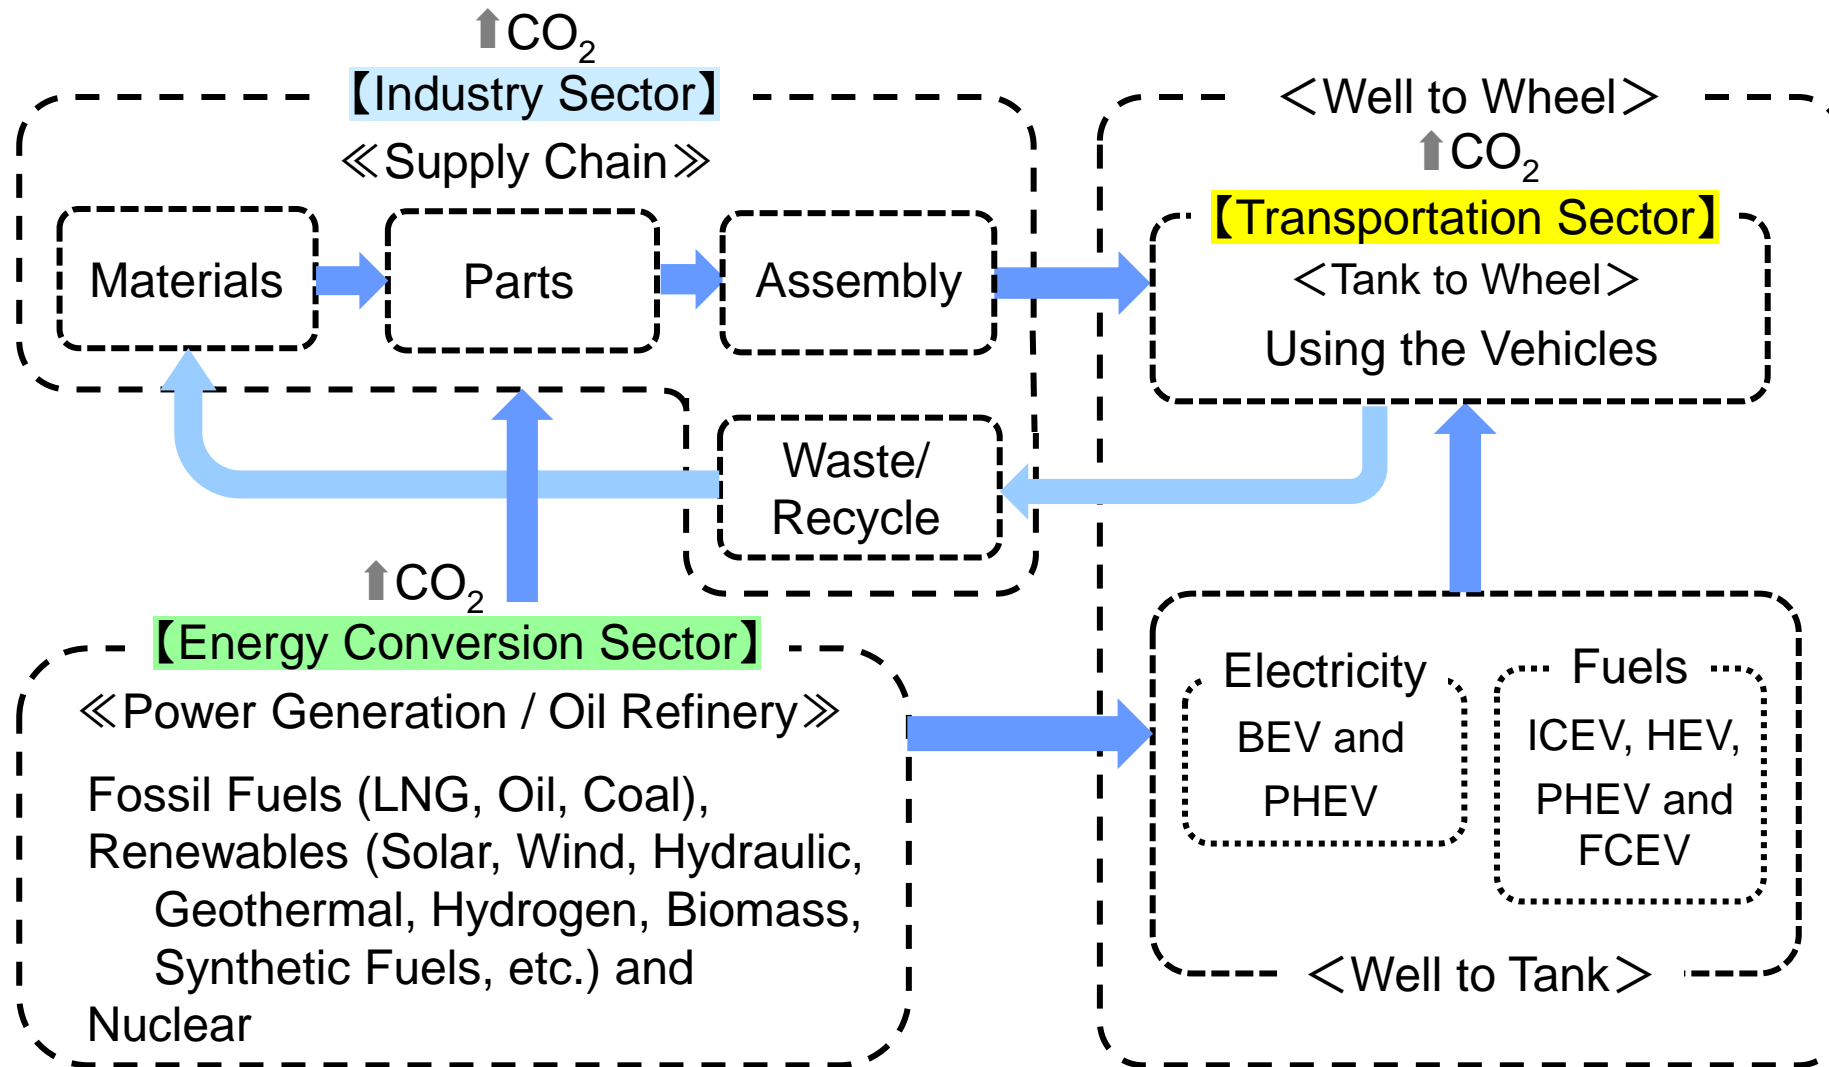 CO₂
【Industry Sector】
≪Supply Chain≫
Materials
Parts
Assembly
Waste/
Recycle
CO₂
【Energy Conversion Sector】
≪Power Generation / Oil Refinery≫
Fossil Fuels (LNG, Oil, Coal),
Renewables (Solar, Wind, Hydraulic,
Geothermal, Hydrogen, Biomass,
Synthetic Fuels, etc.) and
Nuclear
＜Well to Wheel＞
CO₂
【Transportation Sector】
＜Tank to Wheel＞
Using the Vehicles
Electricity
BEV and
PHEV
Fuels
ICEV, HEV,
PHEV and
FCEV
＜Well to Tank＞